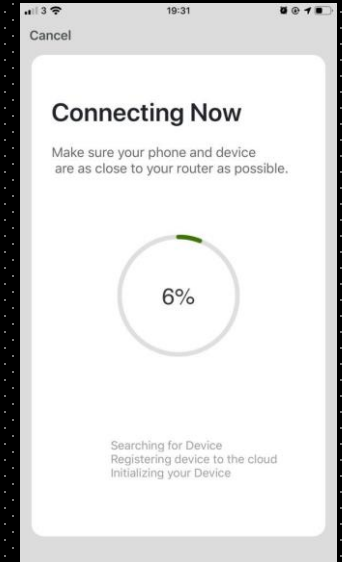 3 19:31
Cancel
Connecting Now
Make sure your phone and device
are as close to your router as possible.
6%
Searching for Device
Registering device to the cloud
Initializing your Device